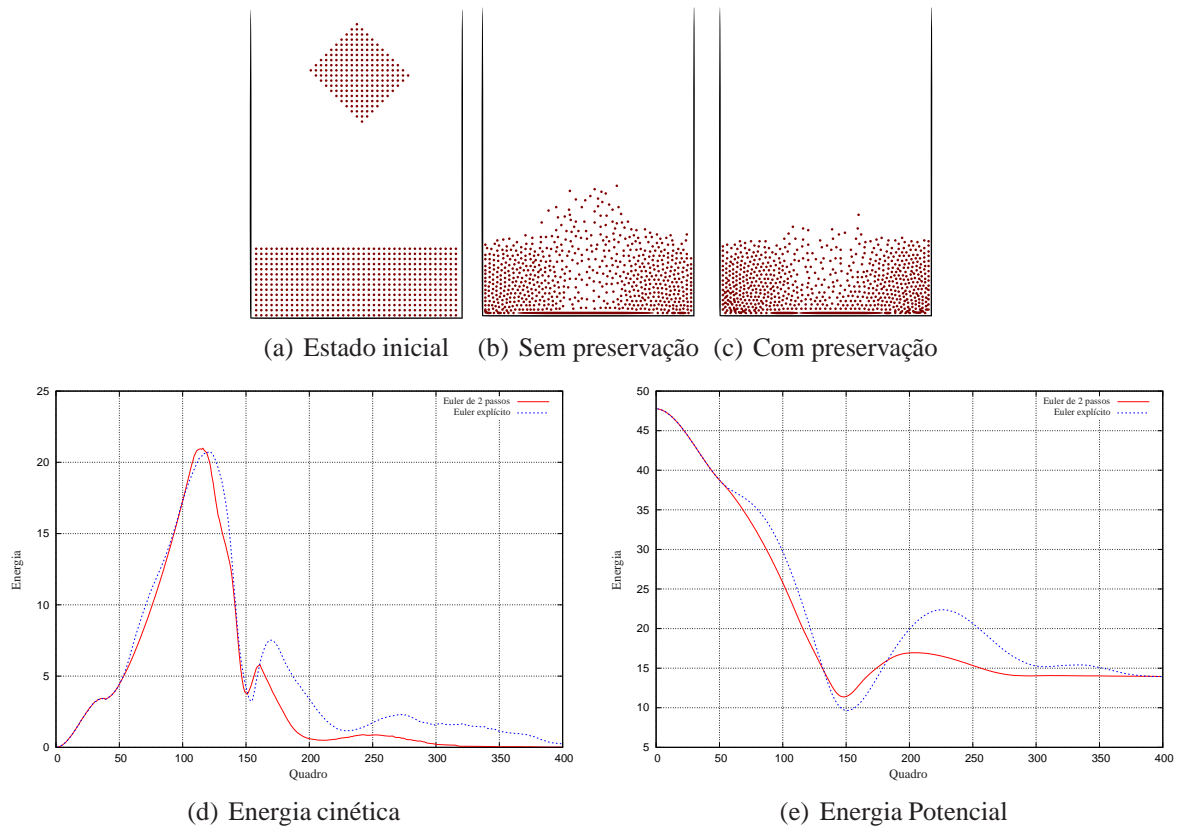 (a) Estado inicial (b) Sem preservação (c) Com preservação
25
20
15
10
5
0
Energia
0 50 100 150 200 250 300 350 400
Quadro
Euler de 2 passos
Euler explícito
(d) Energia cinética
50
45
40
35
30
25
20
15
10
5
Energia
0 50 100 150 200 250 300 350 400
Quadro
Euler de 2 passos
Euler explícito
(e) Energia Potencial